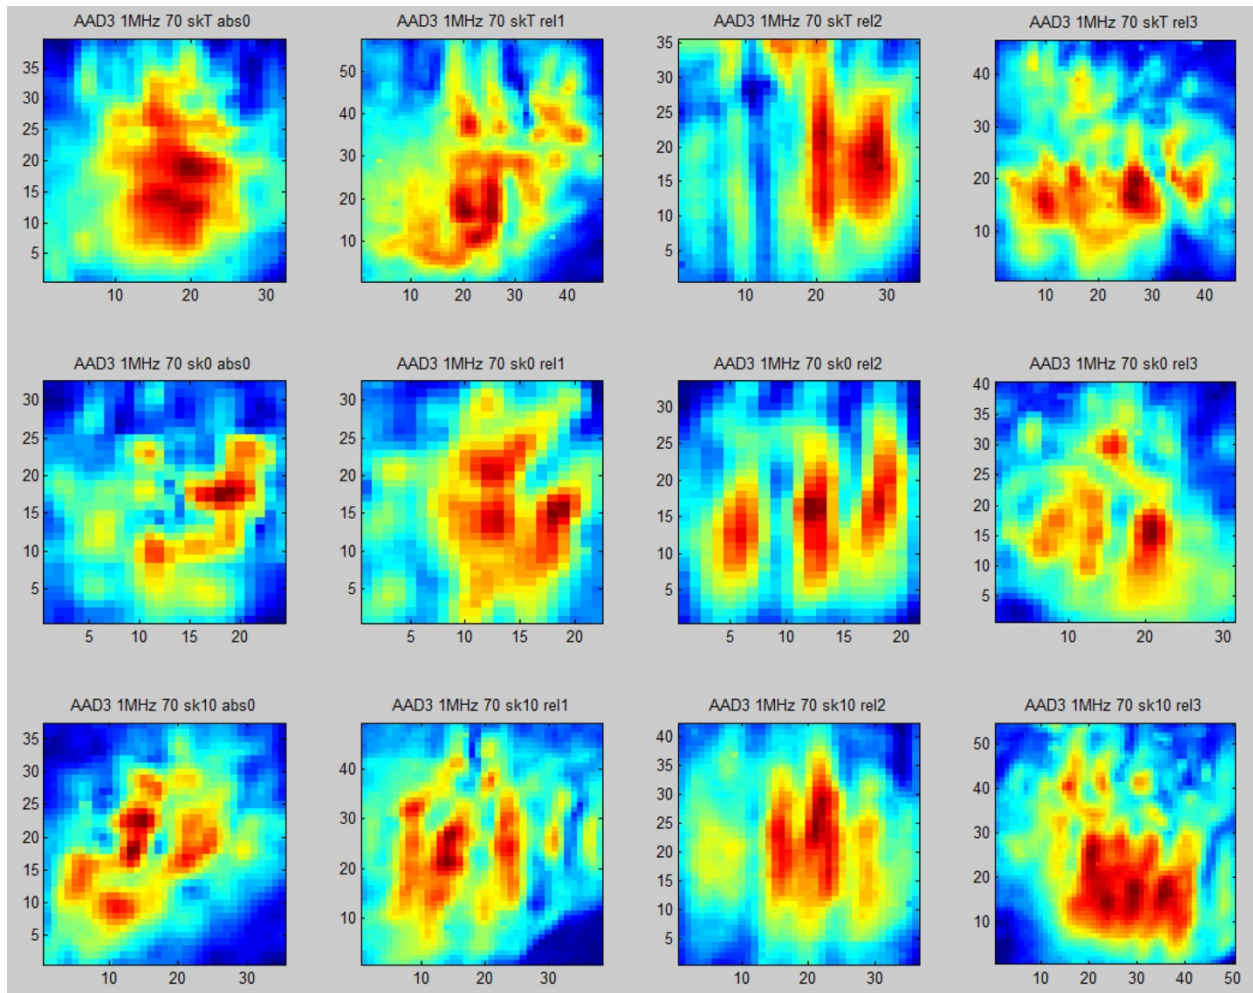 AAD3 1MHz 70 skT abs0 AAD3 1MHz 70 skT rel1 AAD3 1MHz 70 skT rel2 AAD3 1MHz 70 skT rel3
35 30 25 20 15 10 5
50 40 30 20 10
35 30 25 20 15 10 5
40 30 20 10
10 20 30 10 20 30 40 10 20 30 10 20 30 40
AAD3 1MHz 70 sk0 abs0 AAD3 1MHz 70 sk0 rel1 AAD3 1MHz 70 sk0 rel2 AAD3 1MHz 70 sk0 rel3
30 25 20 15 10 5
30 25 20 15 10 5
30 25 20 15 10 5
40 35 30 25 20 15 10 5
5 10 15 20 5 10 15 20 5 10 15 20 10 20 30
AAD3 1MHz 70 sk10 abs0 AAD3 1MHz 70 sk10 rel1 AAD3 1MHz 70 sk10 rel2 AAD3 1MHz 70 sk10 rel3
35 30 25 20 15 10 5
40 30 20 10
40 35 30 25 20 15 10 5
50 40 30 20 10
10 20 30 10 20 30 10 20 30 10 20 30 40 50